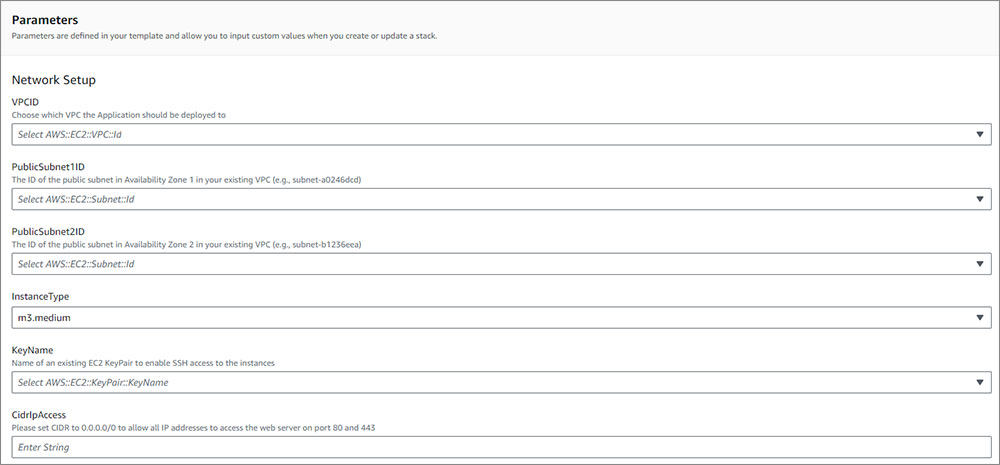 Parameters
Parameters are defined in your template and allow you to input custom values when you create or update a stack.
Network Setup
VPCID
Choose which VPC the Application should be deployed to
Select AWS::EC2::VPC::Id
PublicSubnet1ID
The ID of the public subnet in Availability Zone 1 in your existing VPC (e.g., subnet-a0246dcd)
Select AWS::EC2::Subnet::Id
PublicSubnet2ID
The ID of the public subnet in Availability Zone 2 in your existing VPC (e.g., subnet-b1236eea)
Select AWS::EC2::Subnet::Id
InstanceType
m3.medium
KeyName
Name of an existing EC2 KeyPair to enable SSH access to the instances
Select AWS::EC2::KeyPair::KeyName
CidrIpAccess
Please set CIDR to 0.0.0.0/0 to allow all IP addresses to access the web server on port 80 and 443
Enter String